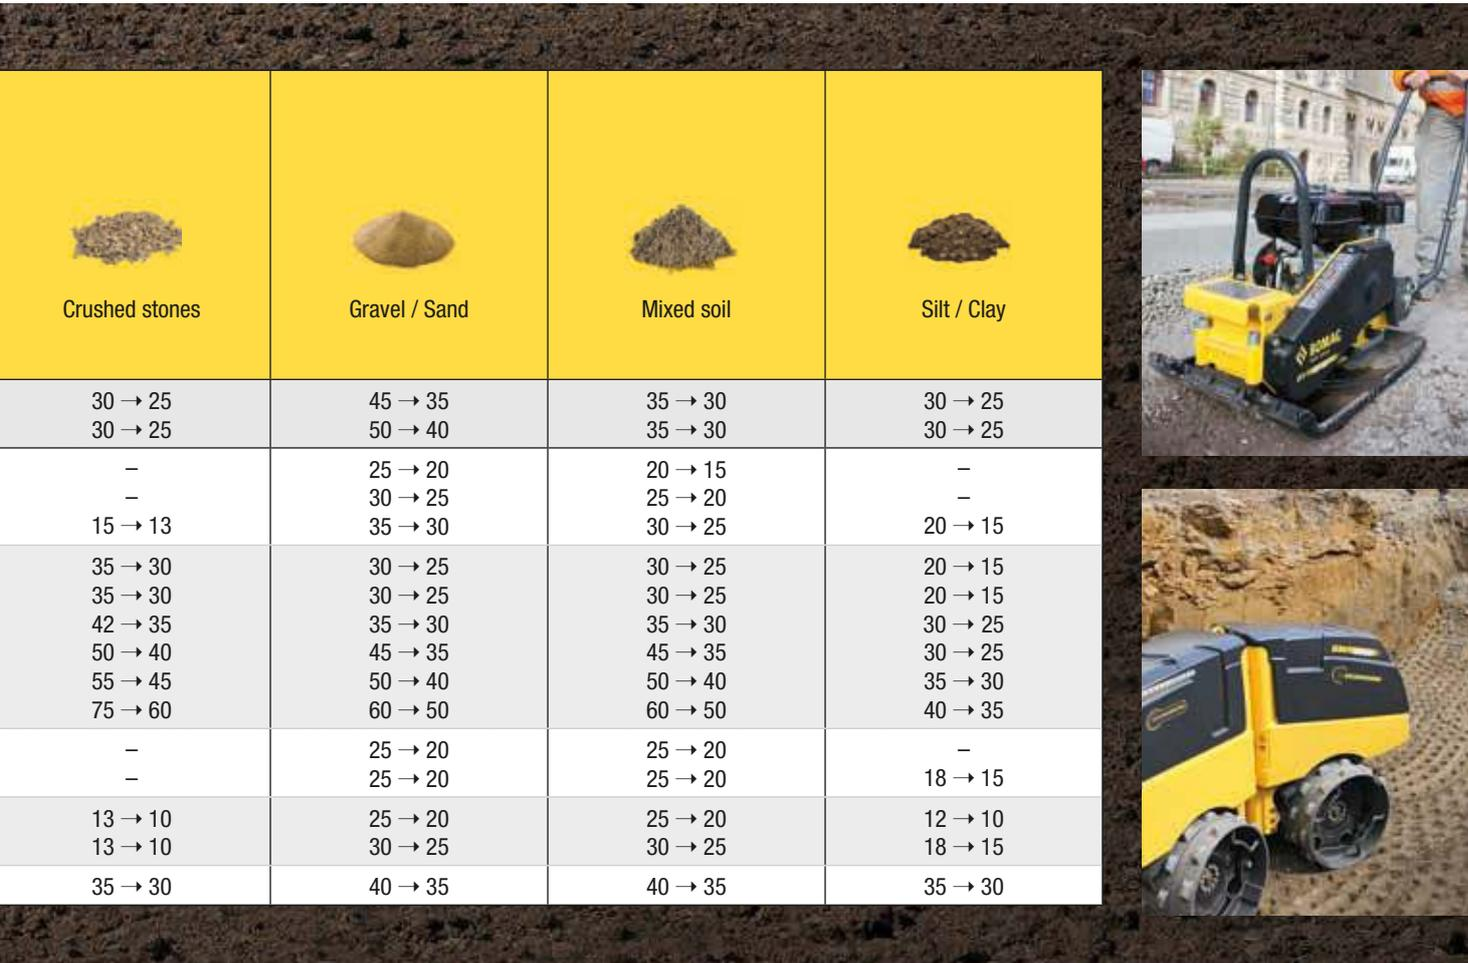 Crushed stones Gravel / Sand Mixed soil Silt / Clay
30 → 25 45 → 35 35 → 30 30 → 25
30 → 25 50 → 40 35 → 30 30 → 25
– 25 → 20 20 → 15 –
– 30 → 25 25 → 20 –
15 → 13 35 → 30 30 → 25 20 → 15
35 → 30 30 → 25 30 → 25 20 → 15
35 → 30 30 → 25 30 → 25 20 → 15
42 → 35 35 → 30 35 → 30 30 → 25
50 → 40 45 → 35 45 → 35 30 → 25
55 → 45 50 → 40 50 → 40 35 → 30
75 → 60 60 → 50 60 → 50 40 → 35
– 25 → 20 25 → 20 –
– 25 → 20 25 → 20 18 → 15
13 → 10 25 → 20 25 → 20 12 → 10
13 → 10 30 → 25 30 → 25 18 → 15
35 → 30 40 → 35 40 → 35 35 → 30
BOMAG